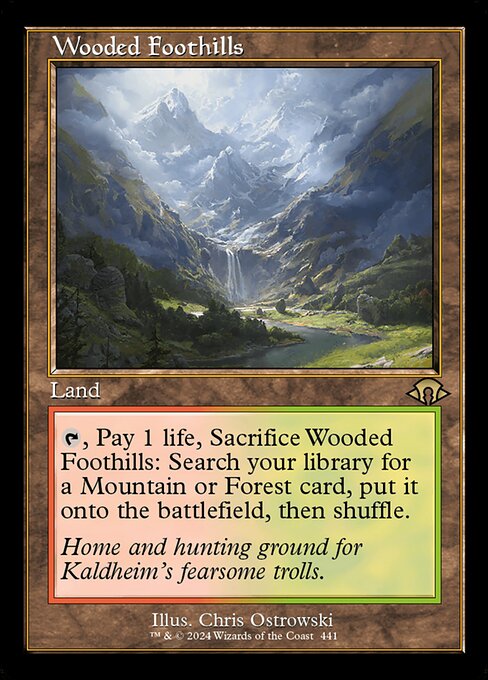 Wooded Foothills
Land
, Pay 1 life, Sacrifice Wooded
Foothills: Search your library for
a Mountain or Forest card, put it
onto the battlefield, then shuffle.
Home and hunting ground for
Kaldheim's fearsome trolls.
Illus. Chris Ostrowski
™ & © 2024 Wizards of the Coast 441